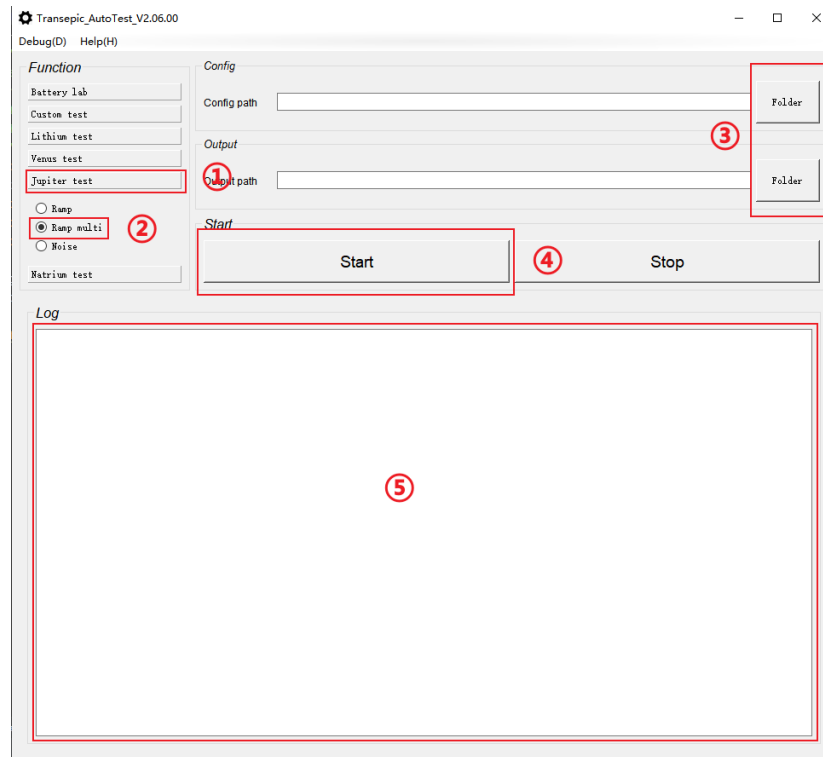 Transepic_AutoTest_V2.06.00
Debug(D) Help(H)
Function
Battery lab
Custom test
Lithium test
Venus test
Jupiter test
①
Ramp
Ramp multi
②
Noise
Natrium test
Config
Config path
Folder
③
Output
Output path
Folder
Start
Start
④
Stop
Log
⑤